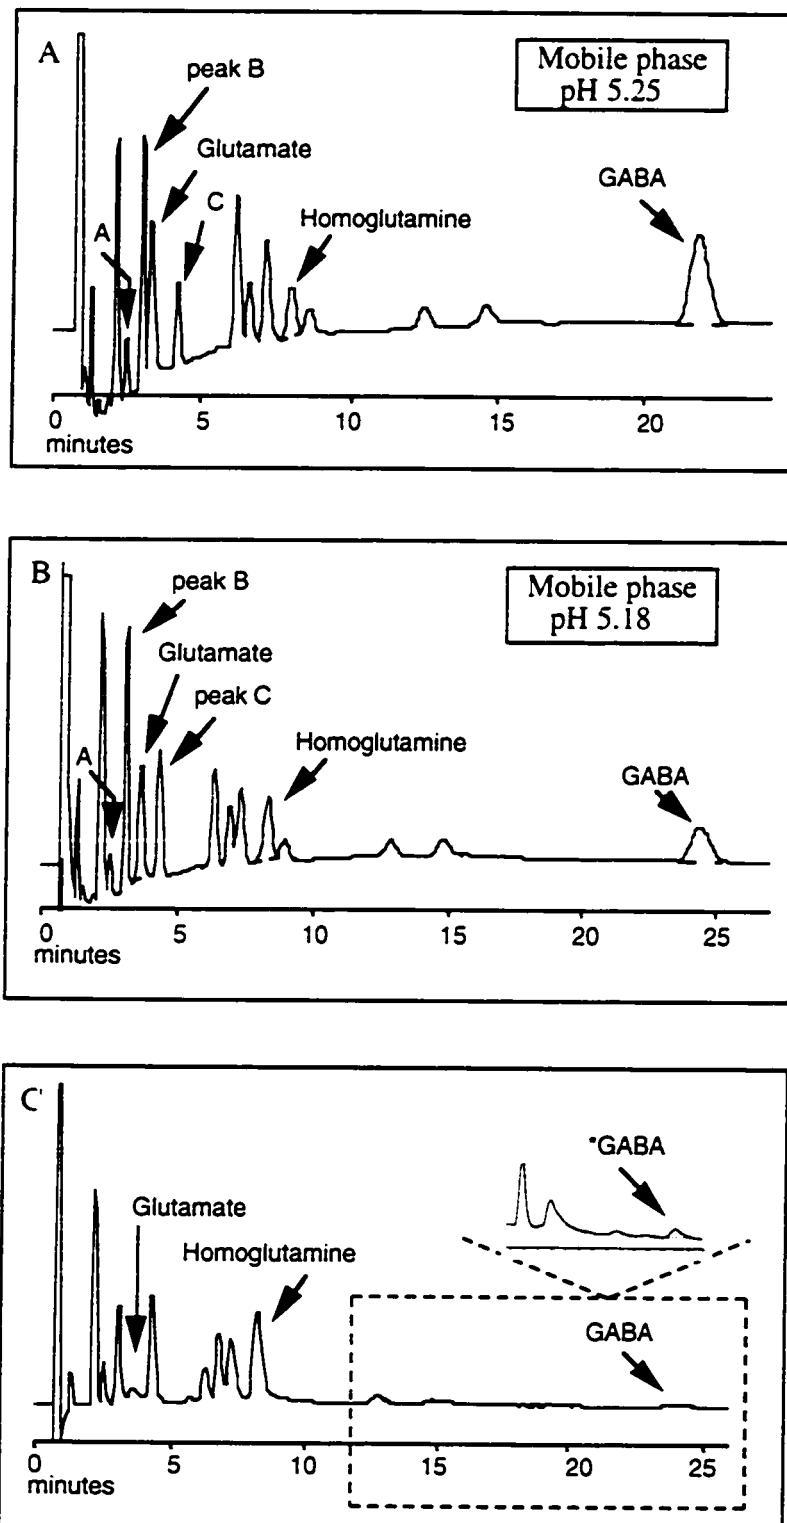 A
Mobile phase
pH 5.25
peak B
Glutamate
C
A
Homoglutamine
GABA
0 5 10 15 20
minutes
B
Mobile phase
pH 5.18
peak B
Glutamate
peak C
A
Homoglutamine
GABA
0 5 10 15 20 25
minutes
C
*GABA
Glutamate
Homoglutamine
GABA
0 5 10 15 20 25
minutes